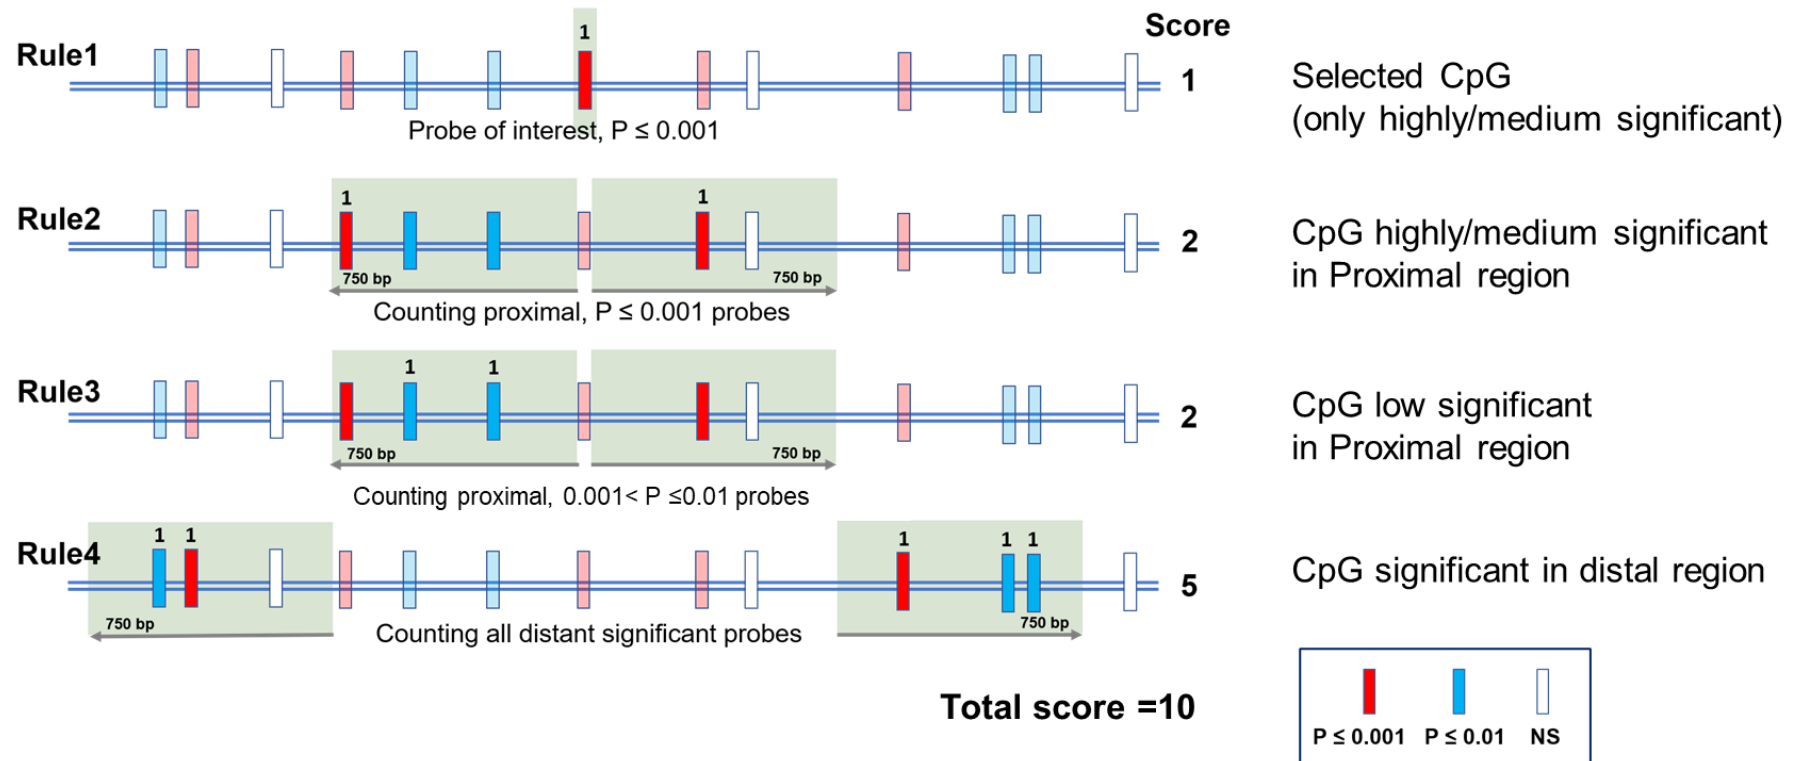 Score
1
Rule1
1
Selected CpG
(only highly/medium significant)
Probe of interest, P ≤ 0.001
1
1
Rule2
2
CpG highly/medium significant
in Proximal region
750 bp
750 bp
Counting proximal, P ≤ 0.001 probes
1
1
Rule3
2
CpG low significant
in Proximal region
750 bp
750 bp
Counting proximal, 0.001< P ≤0.01 probes
1
1
1
1
1
Rule4
5
CpG significant in distal region
750 bp
750 bp
Counting all distant significant probes
Total score =10
P ≤ 0.001
P ≤ 0.01
NS